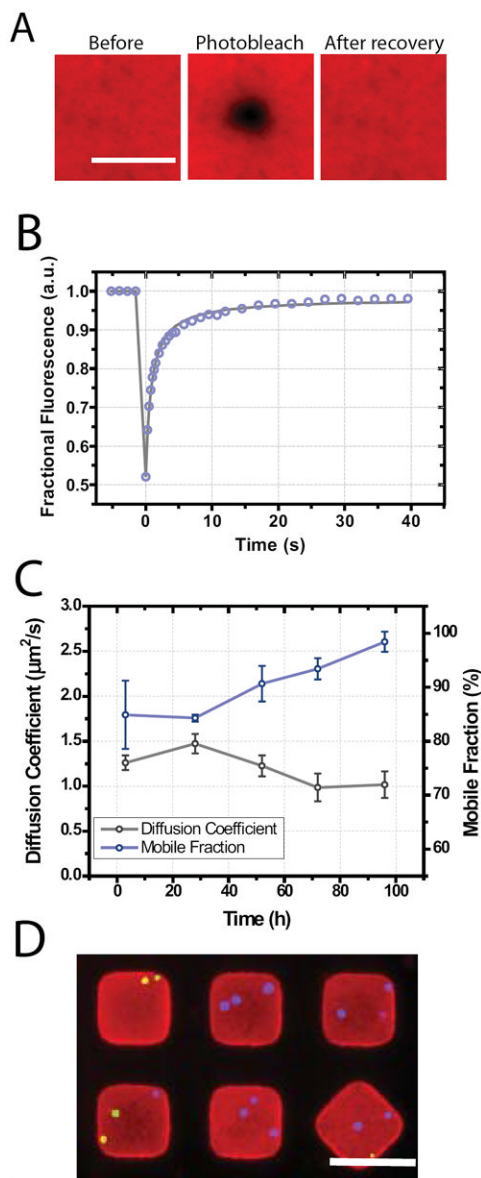 A
Before Photobleach After recovery
B
Fractional Fluorescence (a.u.)
1.0
0.9
0.8
0.7
0.6
0.5
0 10 20 30 40
Time (s)
C
Diffusion Coefficient (μm²/s)
3.0
2.5
2.0
1.5
1.0
0.5
0.0
Diffusion Coefficient
Mobile Fraction
100
90
80
70
60
Mobile Fraction (%)
0 20 40 60 80 100
Time (h)
D